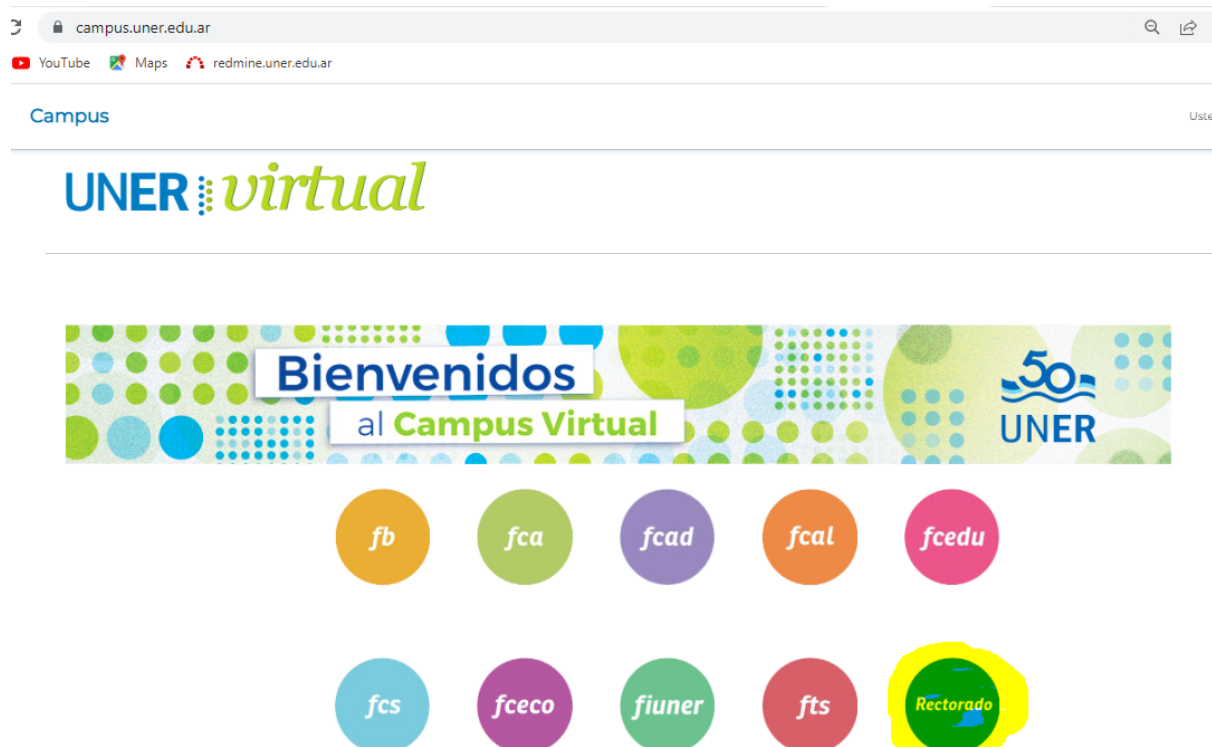 campus.uner.edu.ar
YouTube Maps redmine.uner.edu.ar
Campus Uste
UNER virtual
Bienvenidos
al Campus Virtual
50
UNER
fb fca fcad fcal fcedu
fcs fceco fiuner fts Rectorado